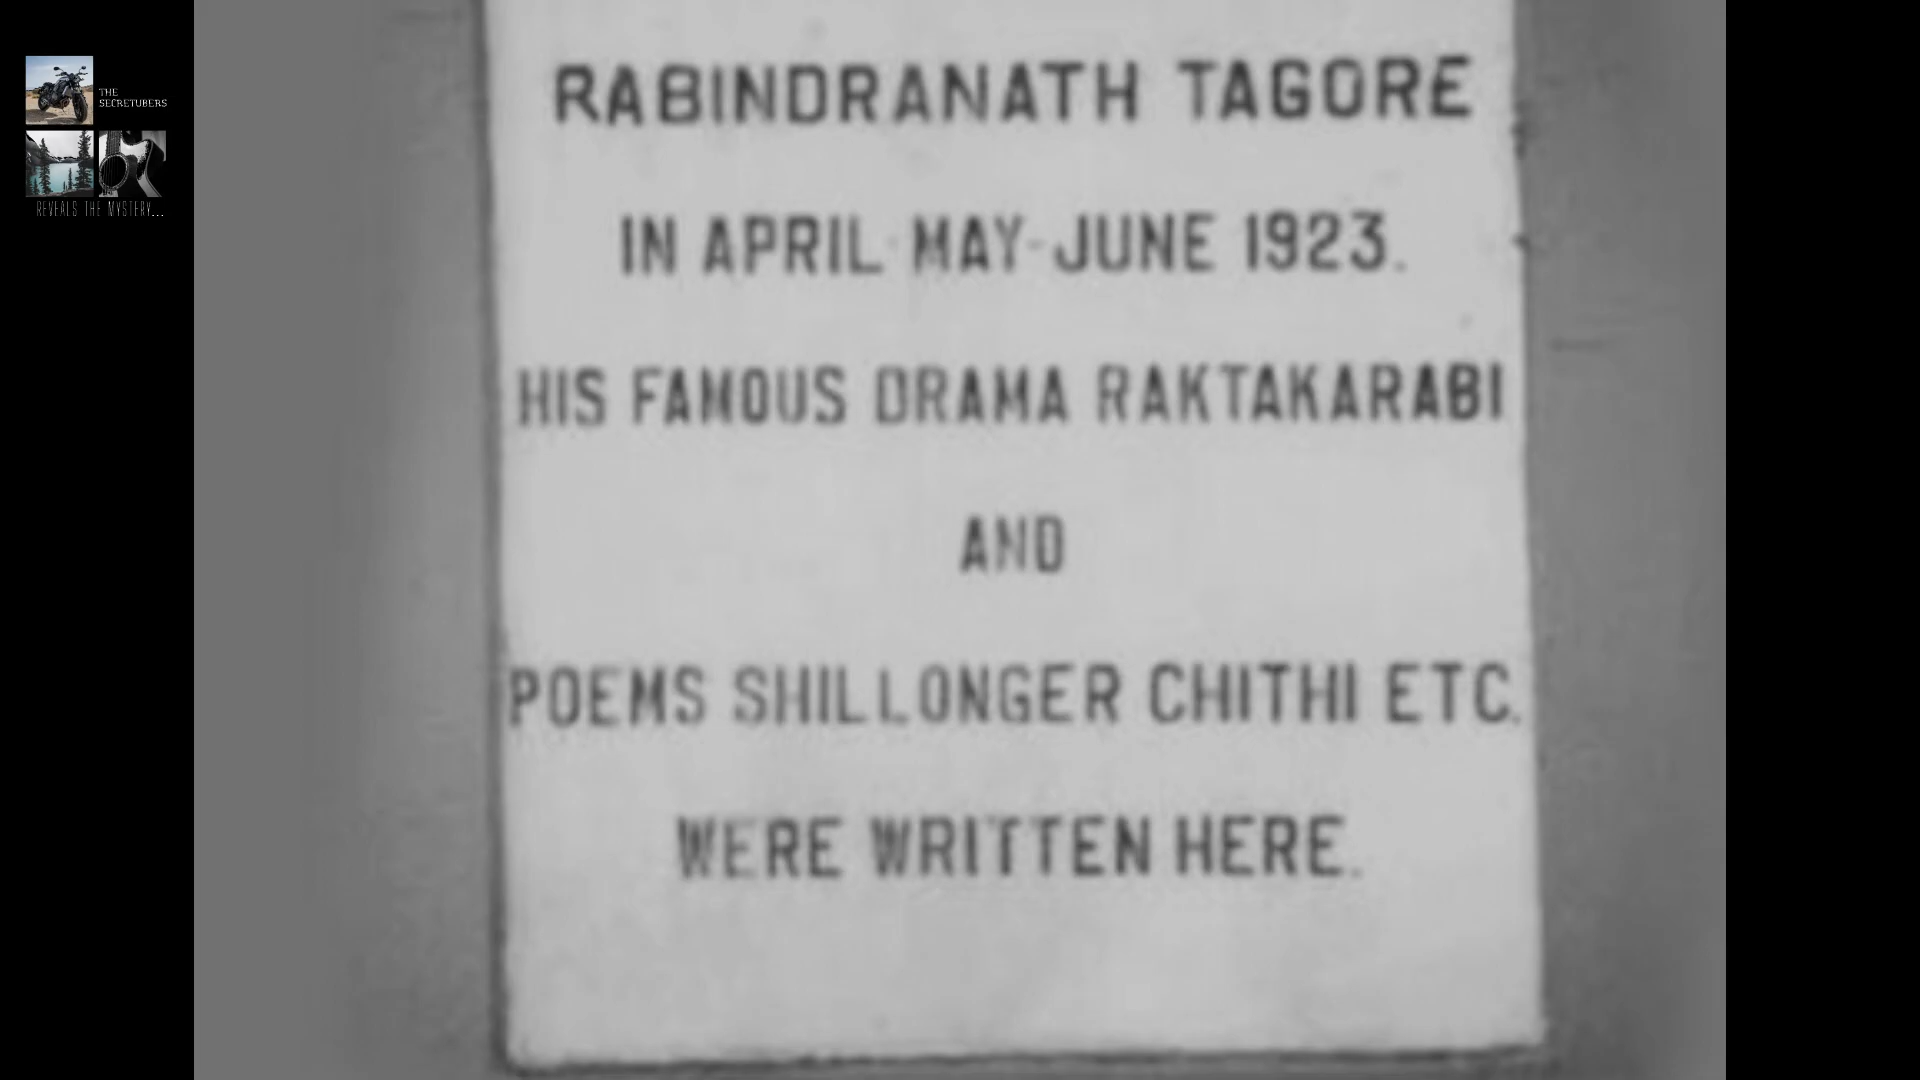 THE
SECRETUBERS
REVEALS THE MYSTERY...
RABINDRANATH TAGORE
IN APRIL-MAY-JUNE 1923.
HIS FAMOUS DRAMA RAKTAKARABI
AND
POEMS SHILLONGER CHITHI ETC.
WERE WRITTEN HERE.